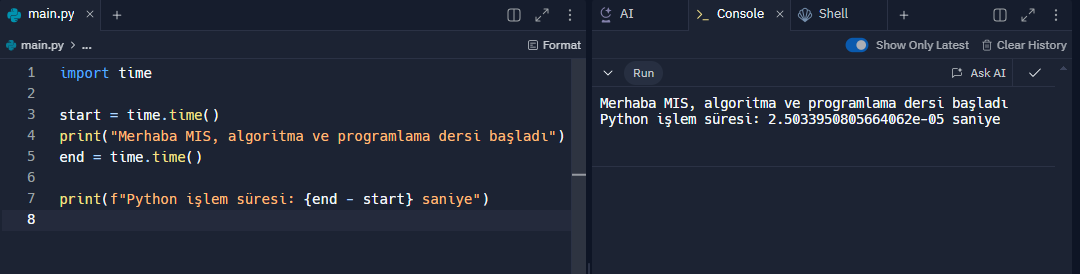 main.py
main.py > ...
Format
1 import time
2
3 start = time.time()
4 print("Merhaba MIS, algoritma ve programlama dersi başladı")
5 end = time.time()
6
7 print(f"Python işlem süresi: {end - start} saniye")
8
AI
Console
Shell
Show Only Latest
Clear History
Run
Ask AI
Merhaba MIS, algoritma ve programlama dersi başladı
Python işlem süresi: 2.5033950805664062e-05 saniye